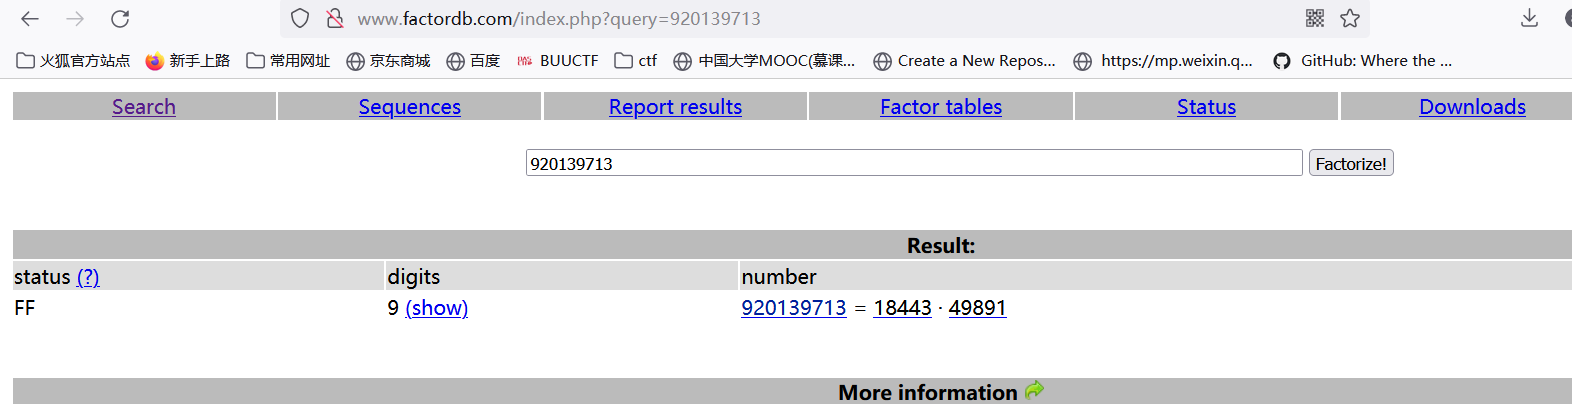 www.factordb.com/index.php?query=920139713
火狐官方站点 新手上路 常用网址 京东商城 百度 BUUCTF ctf 中国大学MOOC(慕课... Create a New Repos... https://mp.weixin.q... GitHub: Where the ...
Search Sequences Report results Factor tables Status Downloads
920139713 Factorize!
Result:
status (?) digits number
FF 9 (show) 920139713 = 18443 · 49891
More information